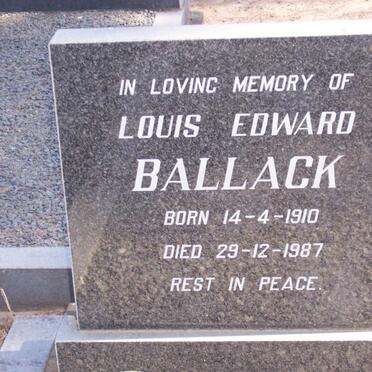 IN LOVING MEMORY OF
LOUIS EDWARD
BALLACK
BORN 14-4-1910
DIED 29-12-1987
REST IN PEACE.